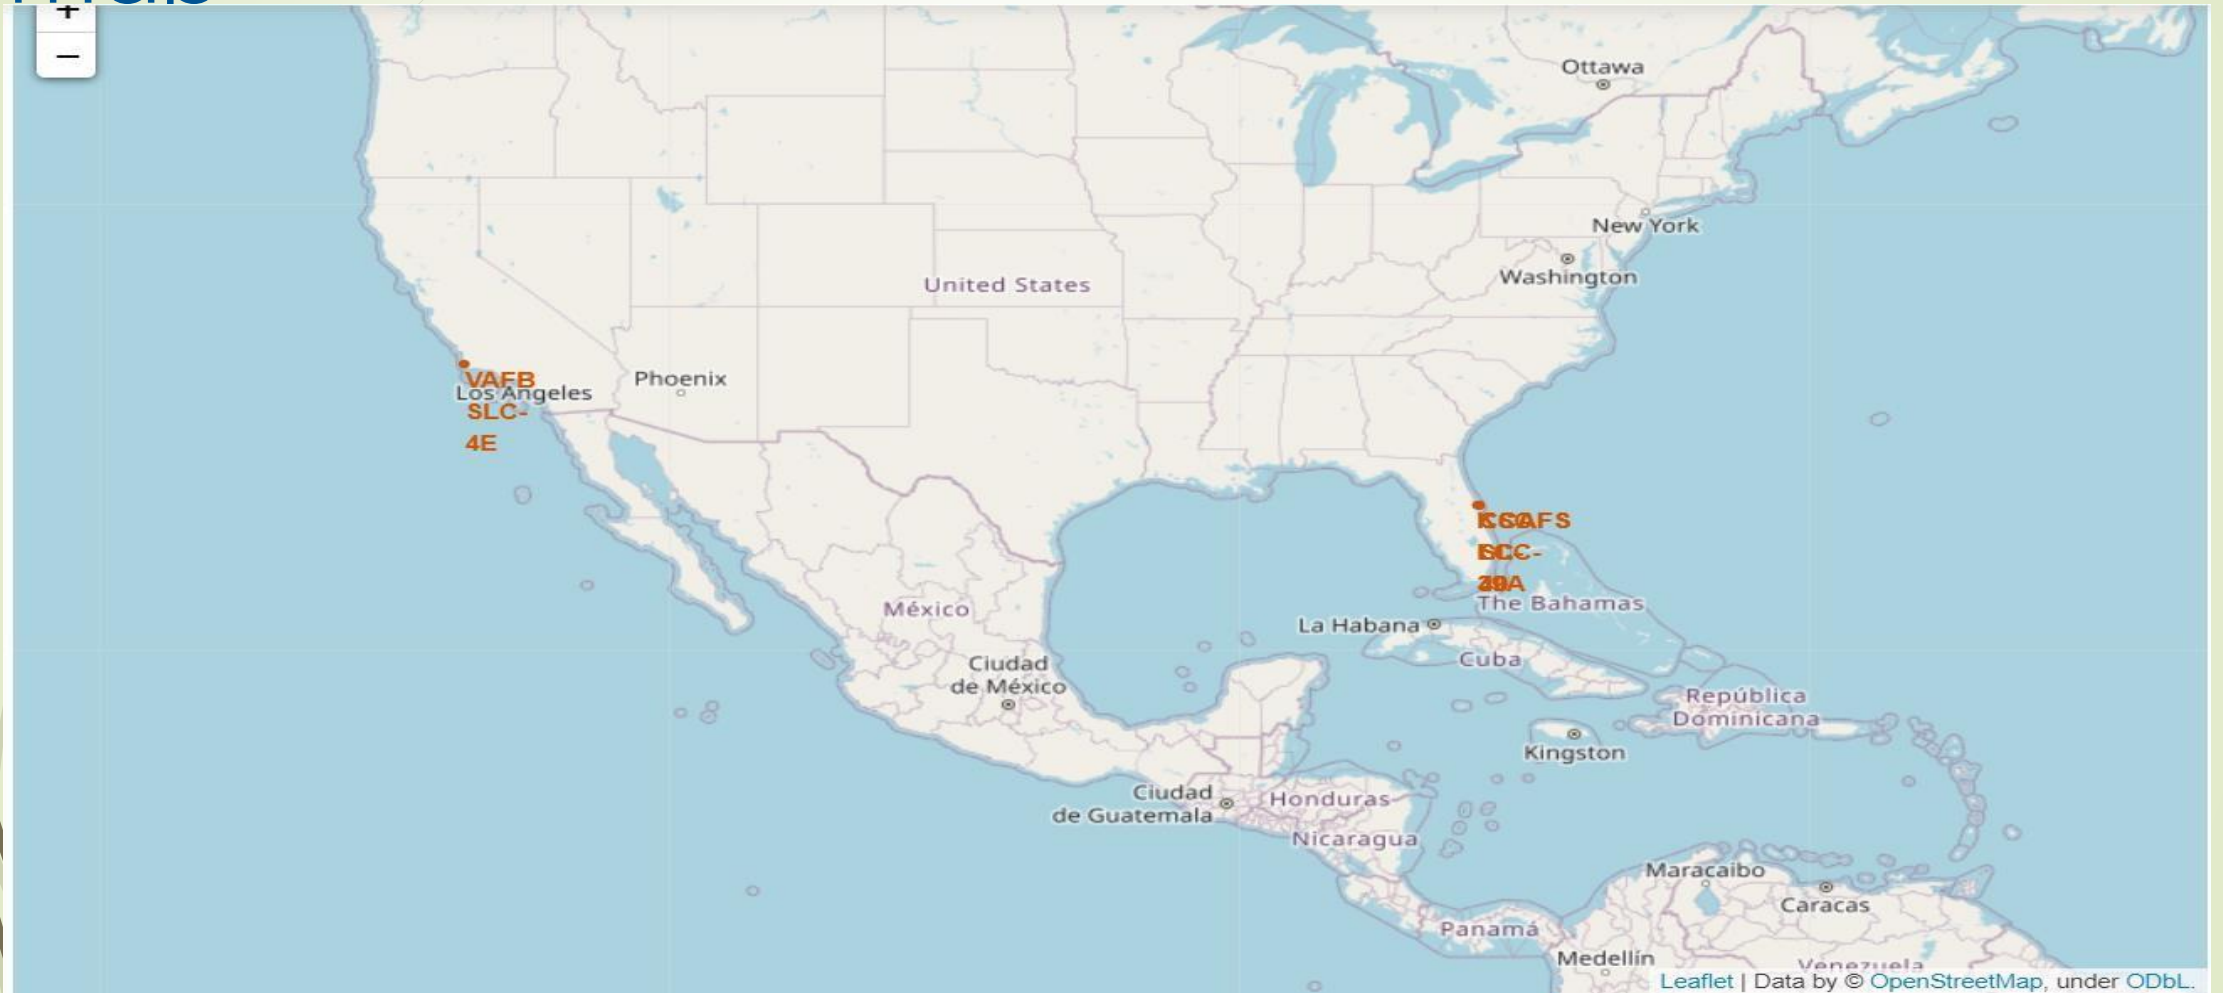 +
−
Ottawa
New York
Washington
United States
VAFB
Los Angeles
SLC-
4E
Phoenix
México
Ciudad
de México
La Habana
The Bahamas
Cuba
República
Dominicana
Kingston
Ciudad
de Guatemala
Honduras
Nicaragua
Maracaibo
Caracas
Panamá
Medellín
Venezuela
Leaflet | Data by © OpenStreetMap, under ODbL.